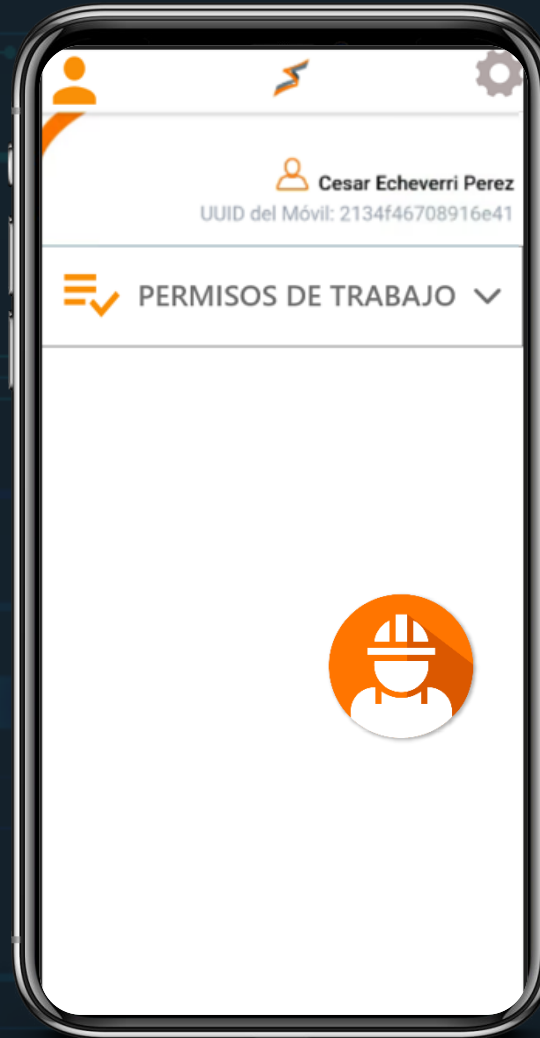 Cesar Echeverri Perez
UUID del Móvil: 2134f46708916e41
PERMISOS DE TRABAJO